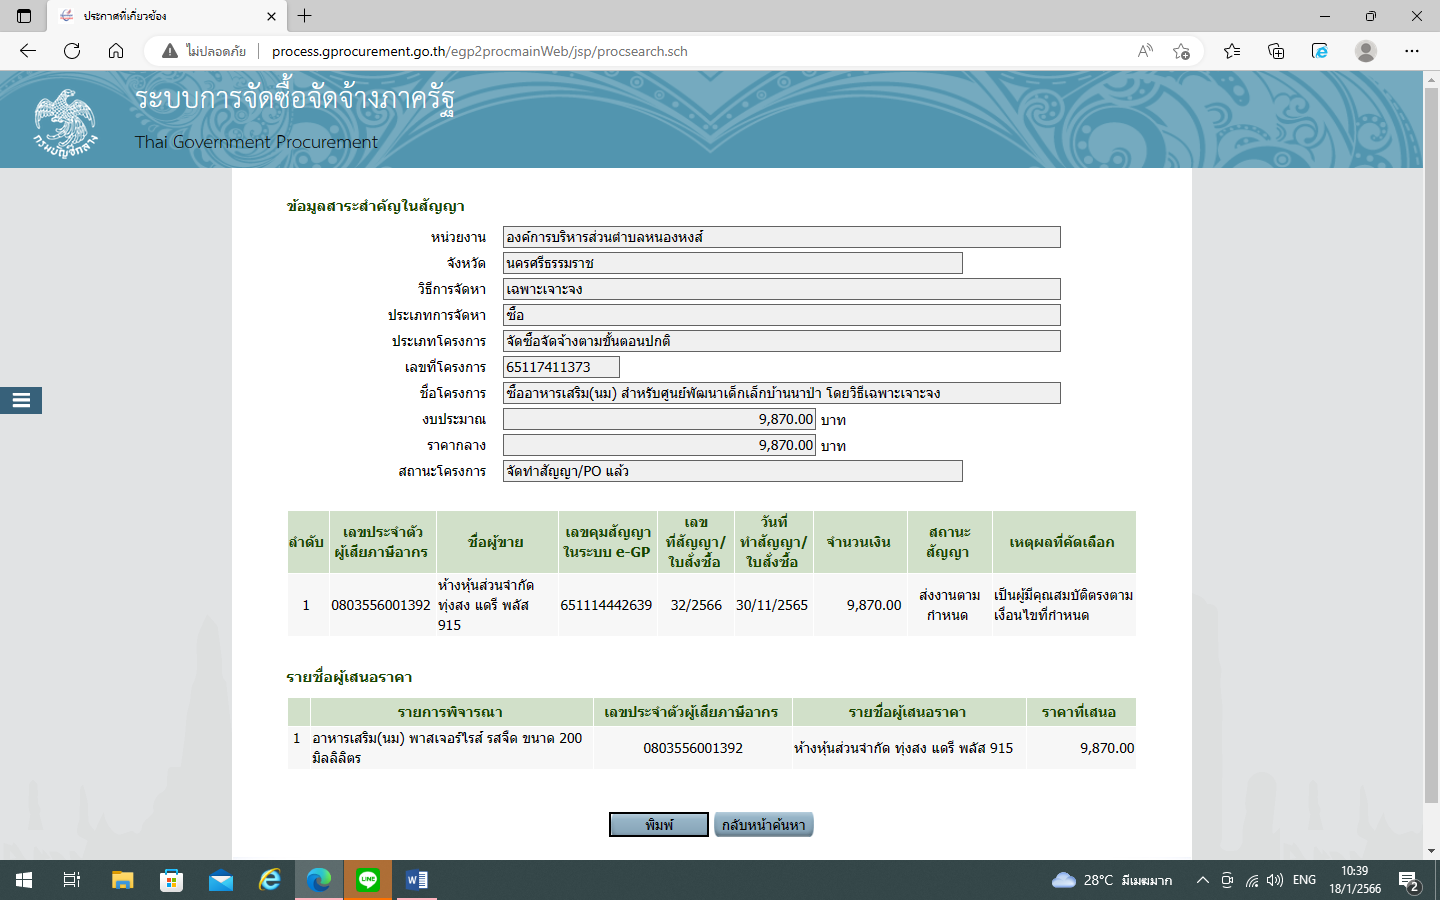 ประกาศที่เกี่ยวข้อง
ไม่ปลอดภัย
process.gprocurement.go.th/egp2procmainWeb/jsp/procsearch.sch
ระบบการจัดซื้อจัดจ้างภาครัฐ
Thai Government Procurement
กรมบัญชีกลาง
ข้อมูลสาระสำคัญในสัญญา
หน่วยงาน องค์การบริหารส่วนตำบลหนองหงส์
จังหวัด นครศรีธรรมราช
วิธีการจัดหา เฉพาะเจาะจง
ประเภทการจัดหา ซื้อ
ประเภทโครงการ จัดซื้อจัดจ้างตามขั้นตอนปกติ
เลขที่โครงการ 65117411373
ชื่อโครงการ ซื้ออาหารเสริม(นม) สำหรับศูนย์พัฒนาเด็กเล็กบ้านนาป่า โดยวิธีเฉพาะเจาะจง
งบประมาณ 9,870.00 บาท
ราคากลาง 9,870.00 บาท
สถานะโครงการ จัดทำสัญญา/PO แล้ว
ลำดับ
เลขประจำตัว
ผู้เสียภาษีอากร
ชื่อผู้ขาย
เลขคุมสัญญา
ในระบบ e-GP
เลข
ที่สัญญา/
ใบสั่งซื้อ
วันที่
ทำสัญญา/
ใบสั่งซื้อ
จำนวนเงิน
สถานะ
สัญญา
เหตุผลที่คัดเลือก
1
0803556001392
ห้างหุ้นส่วนจำกัด
ทุ่งสง แดรี่ พลัส
915
651114442639
32/2566
30/11/2565
9,870.00
ส่งงานตาม
กำหนด
เป็นผู้มีคุณสมบัติตรงตาม
เงื่อนไขที่กำหนด
รายชื่อผู้เสนอราคา
รายการพิจารณา
เลขประจำตัวผู้เสียภาษีอากร
รายชื่อผู้เสนอราคา
ราคาที่เสนอ
1
อาหารเสริม(นม) พาสเจอร์ไรส์ รสจืด ขนาด 200
มิลลิลิตร
0803556001392
ห้างหุ้นส่วนจำกัด ทุ่งสง แดรี่ พลัส 915
9,870.00
พิมพ์
กลับหน้าค้นหา
LINE
28°C มีเมฆมาก
ENG
10:39
18/1/2566
2